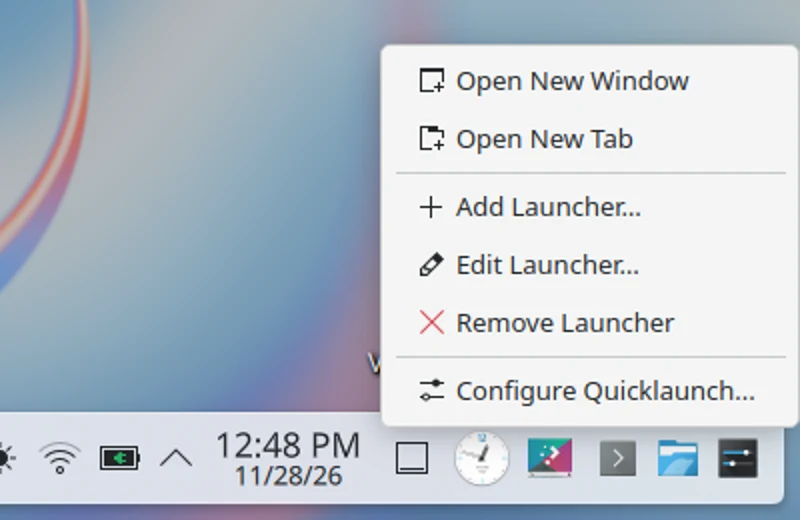 Open New Window
Open New Tab
Add Launcher...
Edit Launcher...
Remove Launcher
Configure Quicklaunch...
12:48 PM
11/28/26